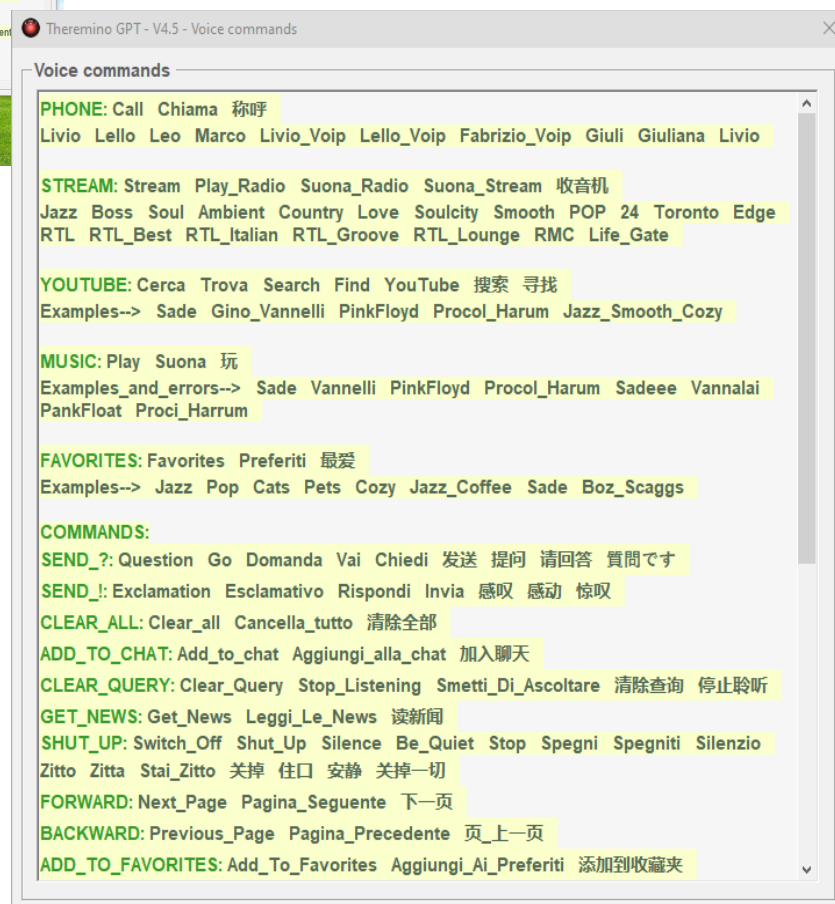 ent
Theremino GPT - V4.5 - Voice commands
Voice commands
PHONE: Call Chiama 称呼
Livio Lello Leo Marco Livio_Voip Lello_Voip Fabrizio_Voip Giuli Giuliana Livio
STREAM: Stream Play_Radio Suona_Radio Suona_Stream 收音机
Jazz Boss Soul Ambient Country Love Soulcity Smooth POP 24 Toronto Edge
RTL RTL_Best RTL_Italian RTL_Groove RTL_Lounge RMC Life_Gate
YOUTUBE: Cerca Trova Search Find YouTube 搜索 寻找
Examples--> Sade Gino_Vannelli PinkFloyd Procol_Harum Jazz_Smooth_Cozy
MUSIC: Play Suona 玩
Examples_and_errors--> Sade Vannelli PinkFloyd Procol_Harum Sadeee Vannalai
PankFloat Proci_Harrum
FAVORITES: Favorites Preferiti 最爱
Examples--> Jazz Pop Cats Pets Cozy Jazz_Coffee Sade Boz_Scaggs
COMMANDS:
SEND_?: Question Go Domanda Vai Chiedi 发送 提问 请回答 質問です
SEND_!: Exclamation Esclamativo Rispondi Invia 感叹 感动 惊叹
CLEAR_ALL: Clear_all Cancella_tutto 清除全部
ADD_TO_CHAT: Add_to_chat Aggiungi_alla_chat 加入聊天
CLEAR_QUERY: Clear_Query Stop_Listening Smetti_Di_Ascoltare 清除查询 停止聆听
GET_NEWS: Get_News Leggi_Le_News 读新闻
SHUT_UP: Switch_Off Shut_Up Silence Be_Quiet Stop Spegni Spegniti Silenzio
Zitto Zitta Stai_Zitto 关掉 住口 安静 关掉一切
FORWARD: Next_Page Pagina_Seguente 下一页
BACKWARD: Previous_Page Pagina_Precedente 页_上一页
ADD_TO_FAVORITES: Add_To_Favorites Aggiungi_Ai_Preferiti 添加到收藏夹